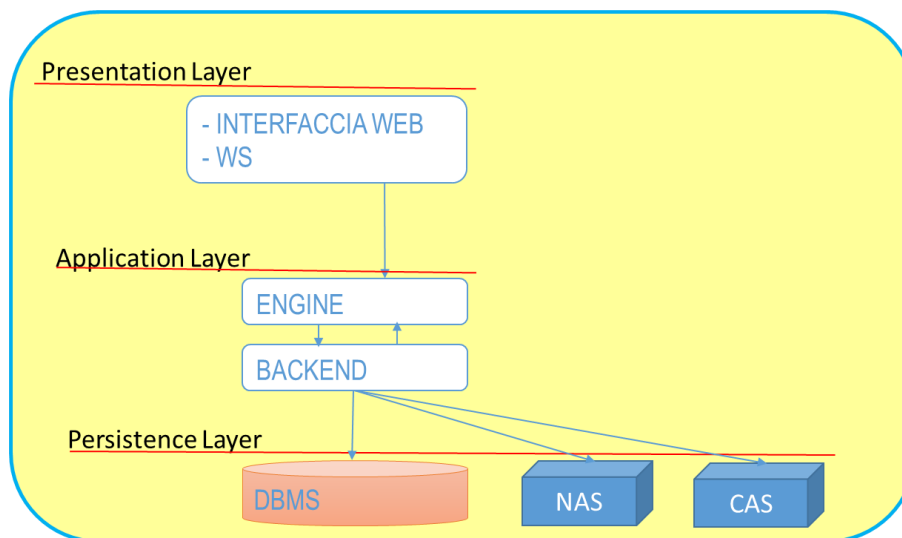 Presentation Layer
- INTERFACCIA WEB
- WS
Application Layer
ENGINE
BACKEND
Persistence Layer
DBMS
NAS
CAS